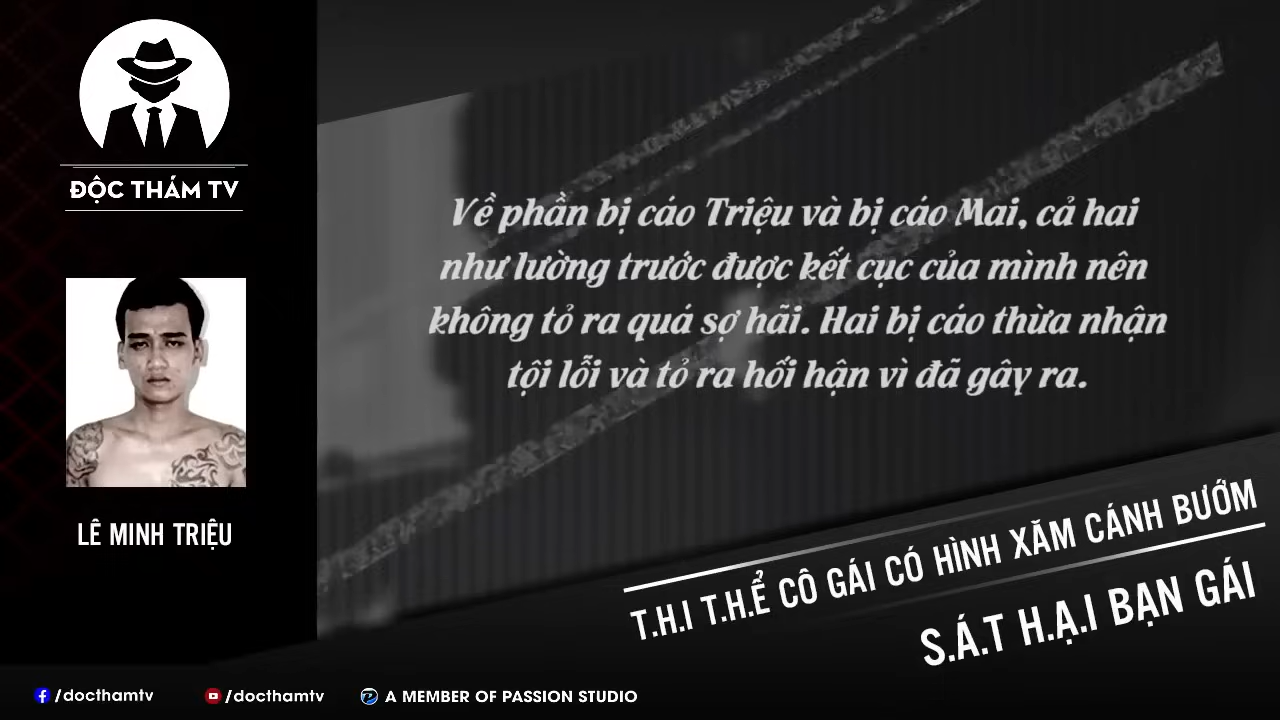 ĐỘC THÁM TV
LÊ MINH TRIỆU
Về phần bị cáo Triệu và bị cáo Mai, cả hai
như lường trước được kết cục của mình nên
không tỏ ra quá sợ hãi. Hai bị cáo thừa nhận
tội lỗi và tỏ ra hối hận vì đã gây ra.
T.H.I T.H.Ể CÔ GÁI CÓ HÌNH XĂM CÁNH BƯỚM
S.Á.T H.Ạ.I BẠN GÁI
/docthamtv
/docthamtv
A MEMBER OF PASSION STUDIO